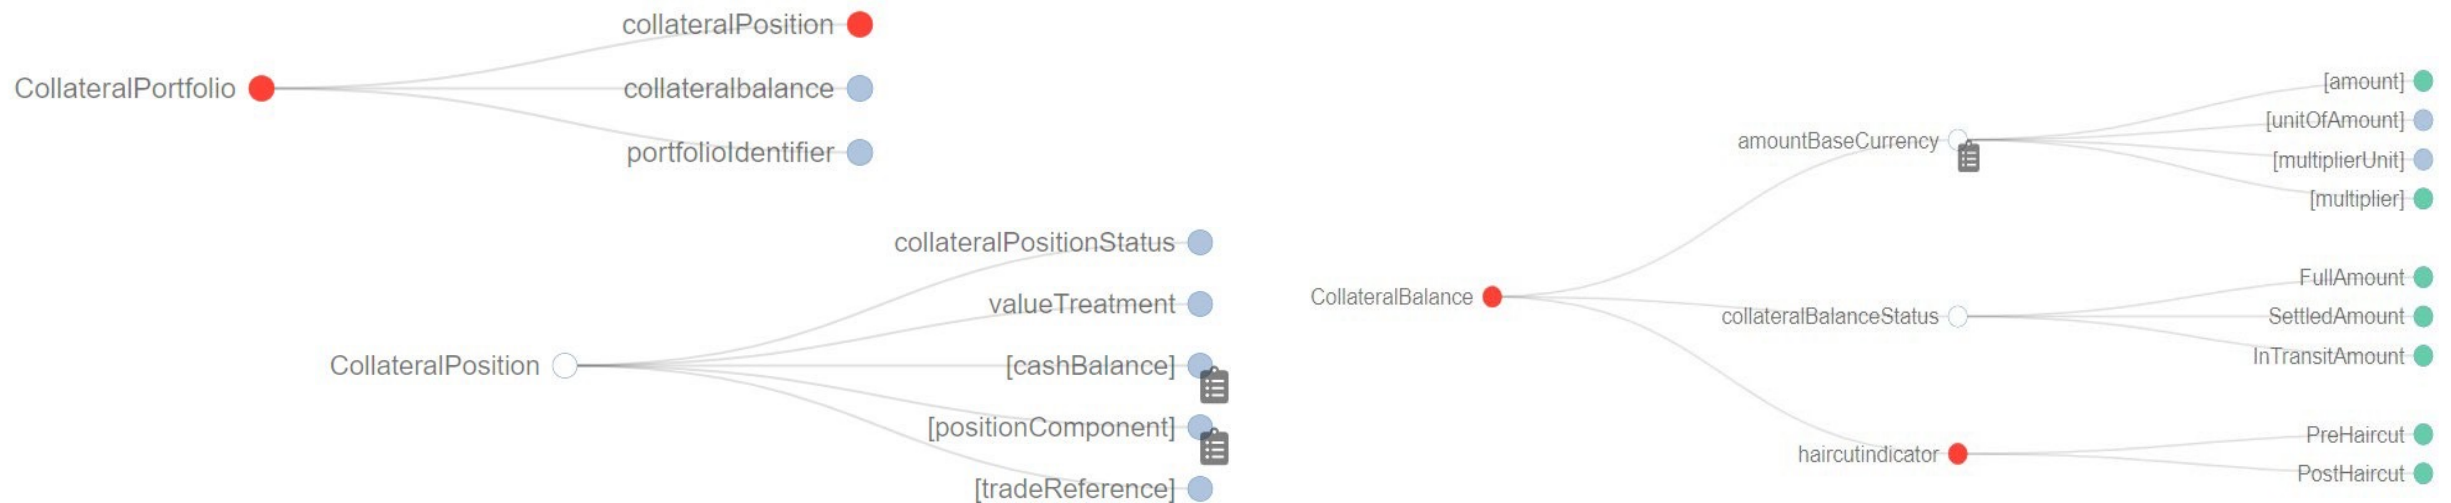 collateralPosition
CollateralPortfolio
collateralbalance
portfolioIdentifier
collateralPositionStatus
valueTreatment
CollateralPosition
[cashBalance]
[positionComponent]
[tradeReference]
[amount]
amountBaseCurrency
[unitOfAmount]
[multiplierUnit]
[multiplier]
CollateralBalance
FullAmount
collateralBalanceStatus
SettledAmount
InTransitAmount
haircutindicator
PreHaircut
PostHaircut